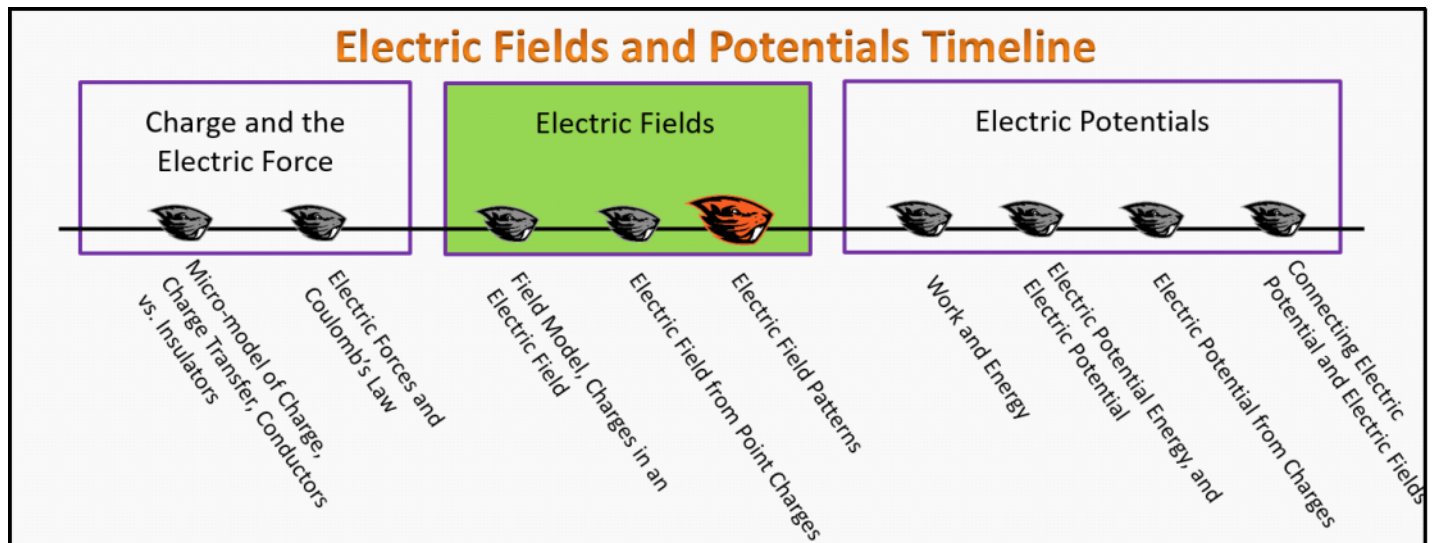 Electric Fields and Potentials Timeline
Charge and the
Electric Force
Electric Fields
Electric Potentials
Micro-model of Charge,
Charge Transfer, Conductors
vs. Insulators
Electric Forces and
Coulomb's Law
Field Model, Charges in an
Electric Field
Electric Field from Point Charges
Electric Field Patterns
Work and Energy
Electric Potential Energy, and
Electric Potential
Electric Potential from Charges
Connecting Electric
Potential and Electric Fields